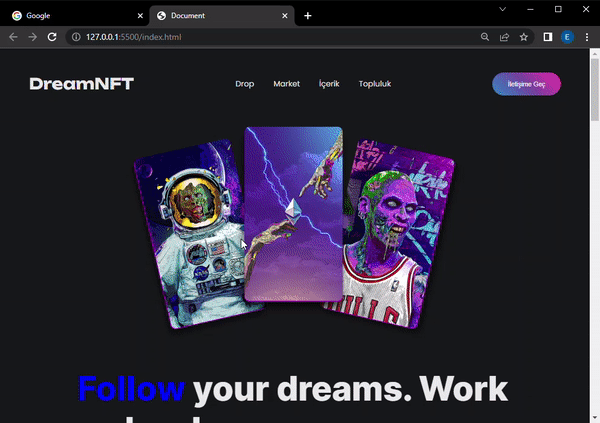 Google
Document
127.0.0.1:5500/index.html
E
DreamNFT
Drop
Market
İçerik
Topluluk
İletişime Geç
NASA
BULLS
Follow your dreams. Work